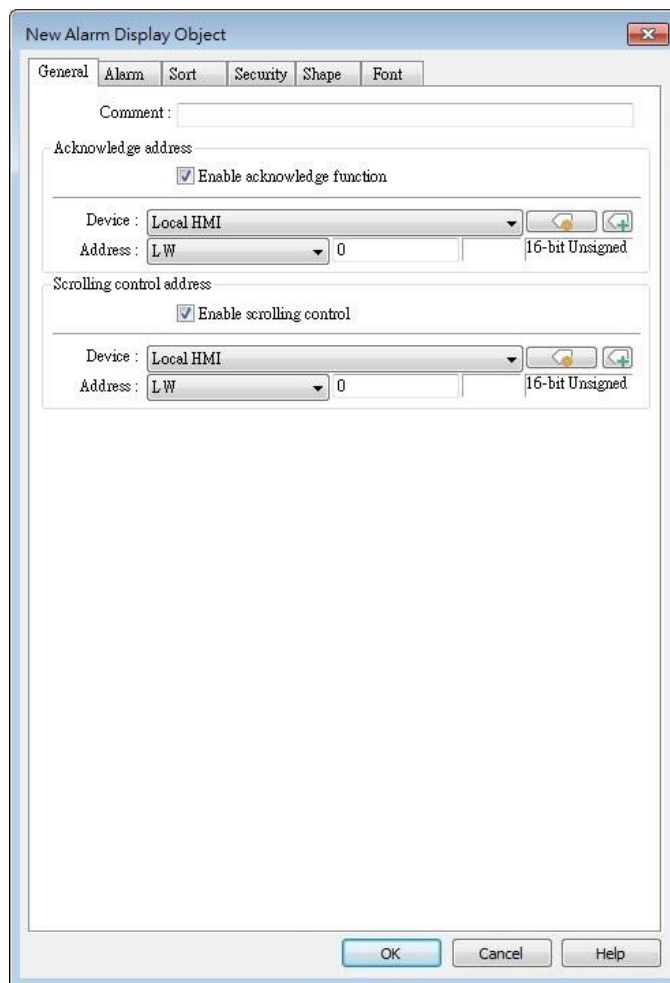 New Alarm Display Object
General Alarm Sort Security Shape Font
Comment :
Acknowledge address
Enable acknowledge function
Device : Local HMI
Address : LW 0 16-bit Unsigned
Scrolling control address
Enable scrolling control
Device : Local HMI
Address : LW 0 16-bit Unsigned
OK Cancel Help